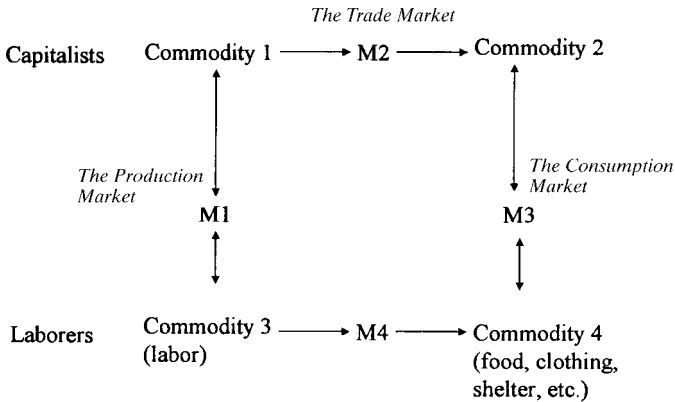 The Trade Market
Capitalists
Commodity 1
M2
Commodity 2
The Production
Market
The Consumption
Market
M1
M3
Laborers
Commodity 3
(labor)
M4
Commodity 4
(food, clothing,
shelter, etc.)